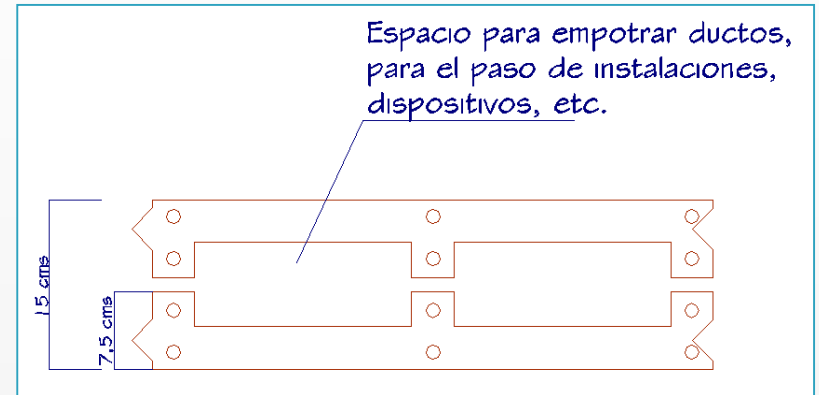 Espacio para empotrar ductos,
para el paso de instalaciones,
dispositivos, etc.
15 cms
7.5 cms